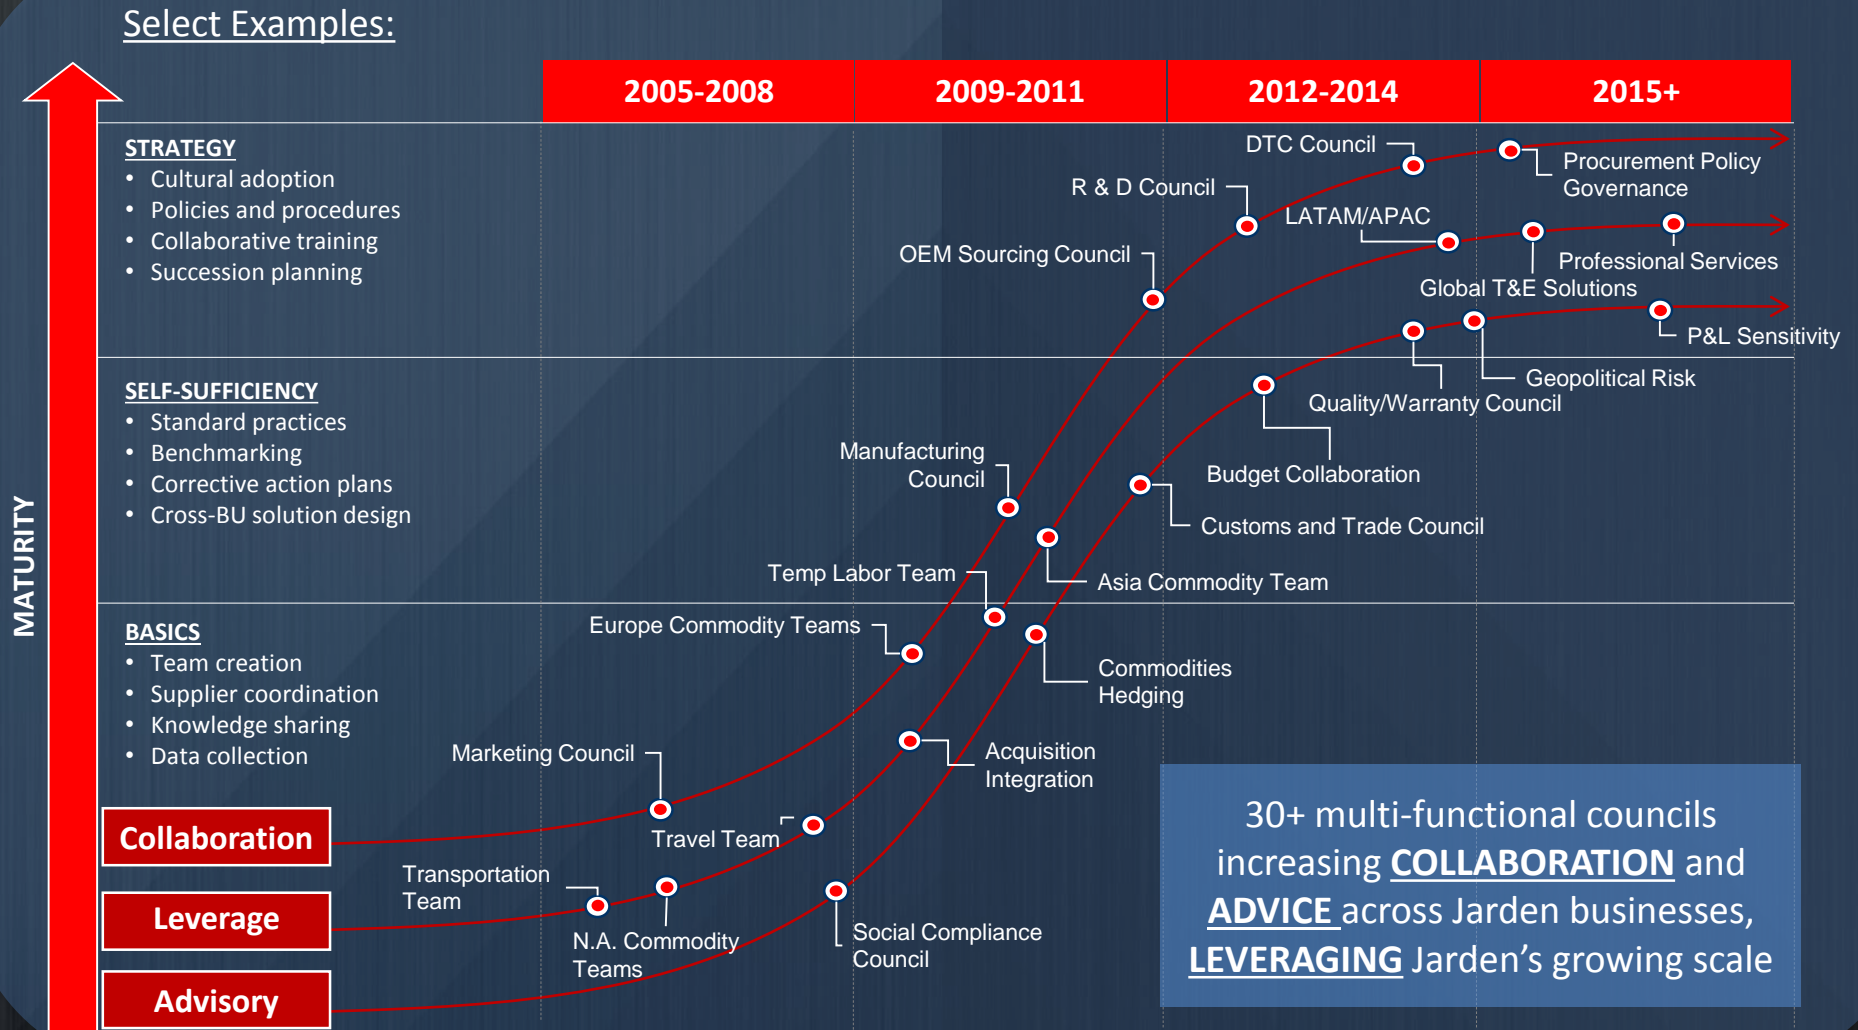 Select Examples:
2005-2008
2009-2011
2012-2014
2015+
MATURITY
STRATEGY
• Cultural adoption
• Policies and procedures
• Collaborative training
• Succession planning
SELF-SUFFICIENCY
• Standard practices
• Benchmarking
• Corrective action plans
• Cross-BU solution design
BASICS
• Team creation
• Supplier coordination
• Knowledge sharing
• Data collection
Collaboration
Leverage
Advisory
DTC Council
Procurement Policy
Governance
R & D Council
LATAM/APAC
OEM Sourcing Council
Professional Services
Global T&E Solutions
P&L Sensitivity
Geopolitical Risk
Quality/Warranty Council
Manufacturing
Council
Budget Collaboration
Customs and Trade Council
Temp Labor Team
Asia Commodity Team
Europe Commodity Teams
Commodities
Hedging
Marketing Council
Acquisition
Integration
Travel Team
Transportation
Team
N.A. Commodity
Teams
Social Compliance
Council
30+ multi-functional councils
increasing COLLABORATION and
ADVICE across Jarden businesses,
LEVERAGING Jarden’s growing scale